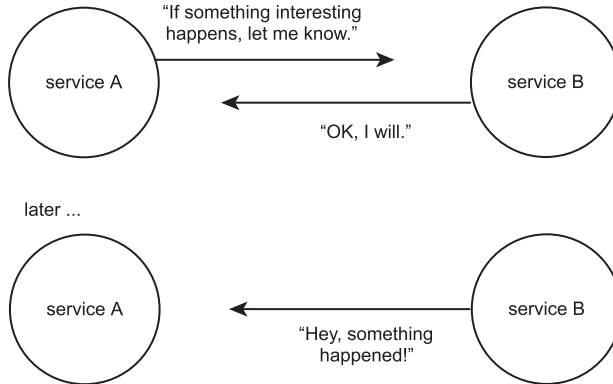 “If something interesting
happens, let me know.”
service A
service B
“OK, I will.”
later ...
service A
service B
“Hey, something
happened!”